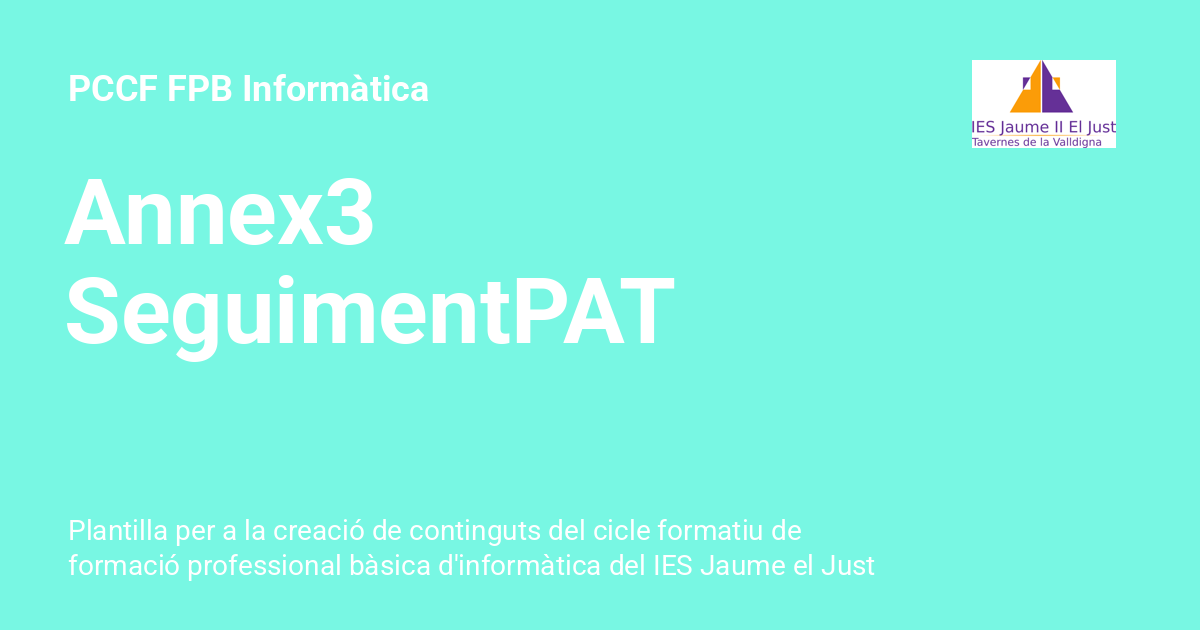 PCCF FPB Informàtica
IES Jaume II El Just
Tavernes de la Valldigna
Annex3
SeguimentPAT
Plantilla per a la creació de continguts del cicle formatiu de
formació professional bàsica d'informàtica del IES Jaume el Just